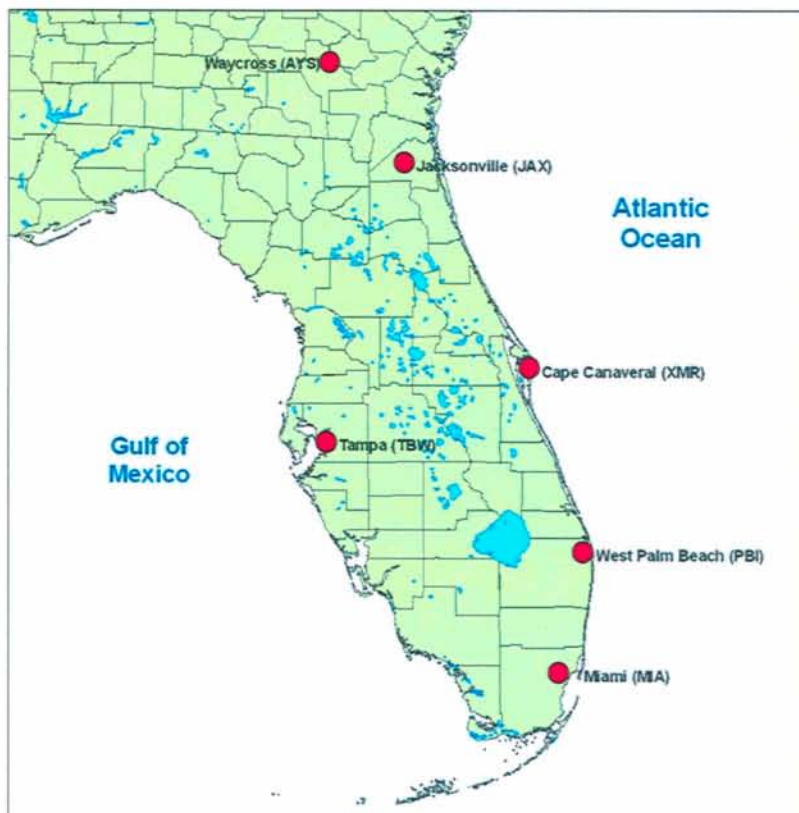 Waycross (AYS)
Jacksonville (JAX)
Atlantic
Ocean
Cape Canaveral (XMR)
Gulf of
Mexico
Tampa (TBW)
West Palm Beach (PBI)
Miami (MIA)